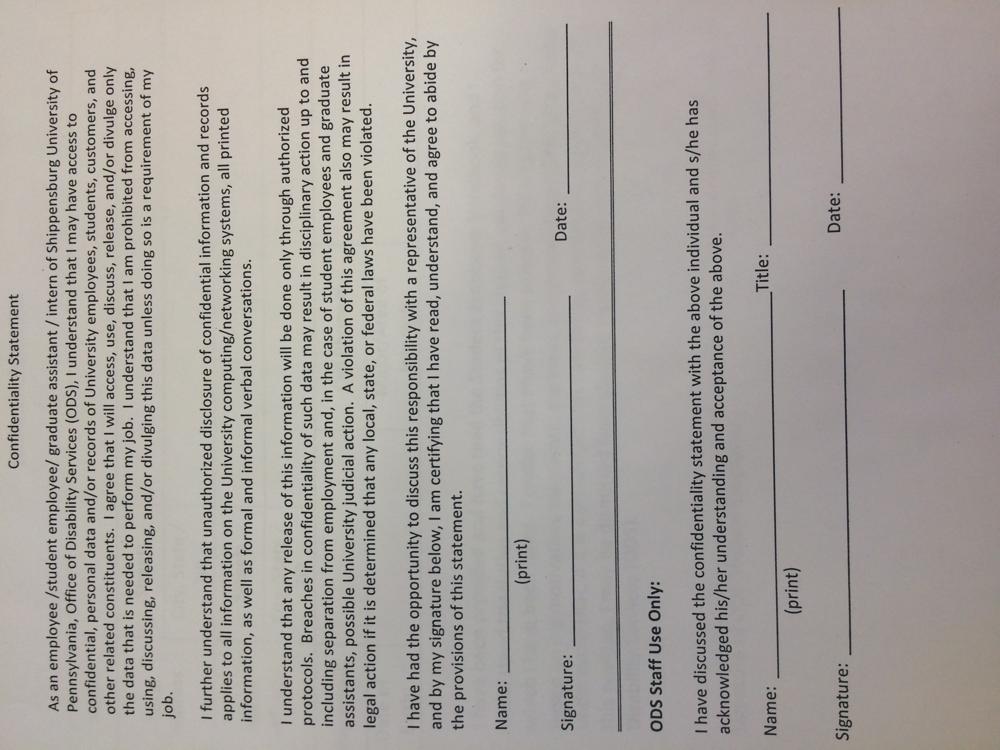 Confidentiality Statement
As an employee /student employee/ graduate assistant / intern of Shippensburg University of
Pennsylvania, Office of Disability Services (ODS), I understand that I may have access to
confidential, personal data and/or records of University employees, students, customers, and
other related constituents. I agree that I will access, use, discuss, release, and/or divulge only
the data that is needed to perform my job. I understand that I am prohibited from accessing,
using, discussing, releasing, and/or divulging this data unless doing so is a requirement of my
job.
I further understand that unauthorized disclosure of confidential information and records
applies to all information on the University computing/networking systems, all printed
information, as well as formal and informal verbal conversations.
I understand that any release of this information will be done only through authorized
protocols. Breaches in confidentiality of such data may result in disciplinary action up to and
including separation from employment and, in the case of student employees and graduate
assistants, possible University judicial action. A violation of this agreement also may result in
legal action if it is determined that any local, state, or federal laws have been violated.
I have had the opportunity to discuss this responsibility with a representative of the University,
and by my signature below, I am certifying that I have read, understand, and agree to abide by
the provisions of this statement.
Name:
(print)
Signature: Date:
ODS Staff Use Only:
I have discussed the confidentiality statement with the above individual and s/he has
acknowledged his/her understanding and acceptance of the above.
Name: Title:
(print)
Signature: Date: